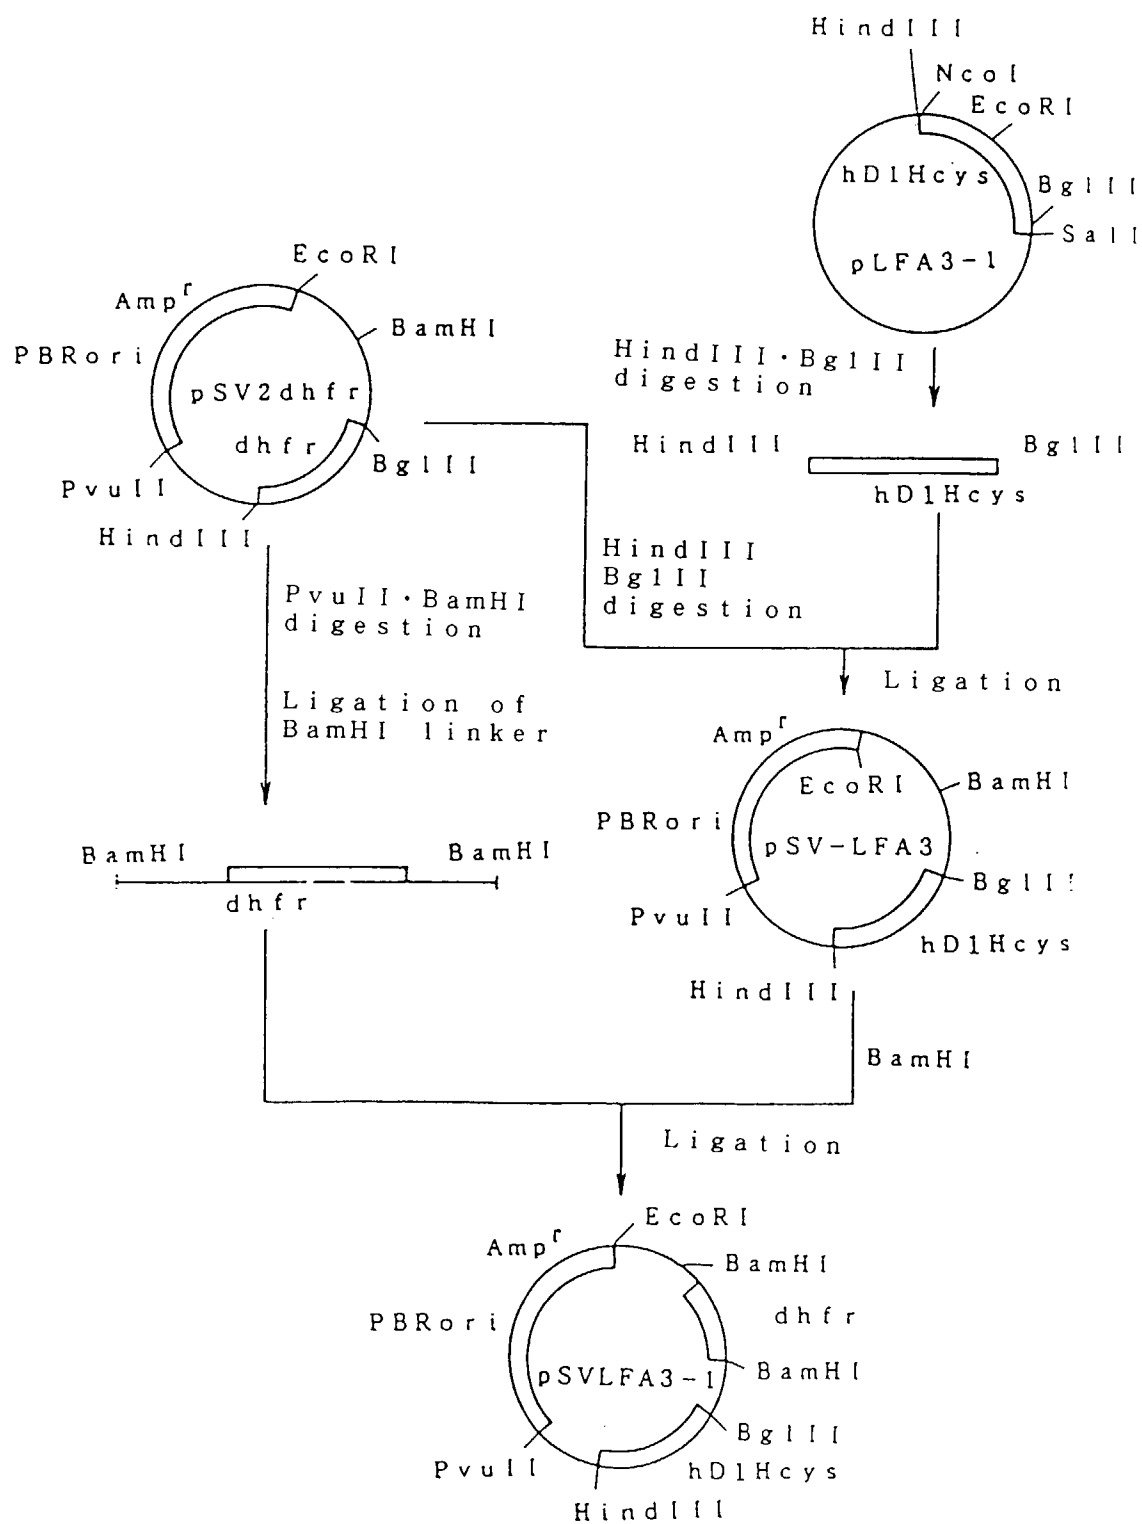 HindIII
NcoI
EcoRI
hD1Hcys
BglII
SalI
pLFA3-1
EcoRI
Ampr
BamHI
PBRori
pSV2dhfr
dhfr
BglII
PvuII
HindIII
HindIII·BglII
digestion
HindIII
BglII
hD1Hcys
HindIII
BglII
digestion
PvuII·BamHI
digestion
Ligation of
BamHI linker
Ligation
BamHI
BamHI
dhfr
Ampr
EcoRI
BamHI
PBRori
pSV-LFA3
BglII
PvuII
hD1Hcys
HindIII
BamHI
Ligation
EcoRI
Ampr
BamHI
PBRori
dhfr
pSVLFA3-1
BamHI
BglII
PvuII
hD1Hcys
HindIII